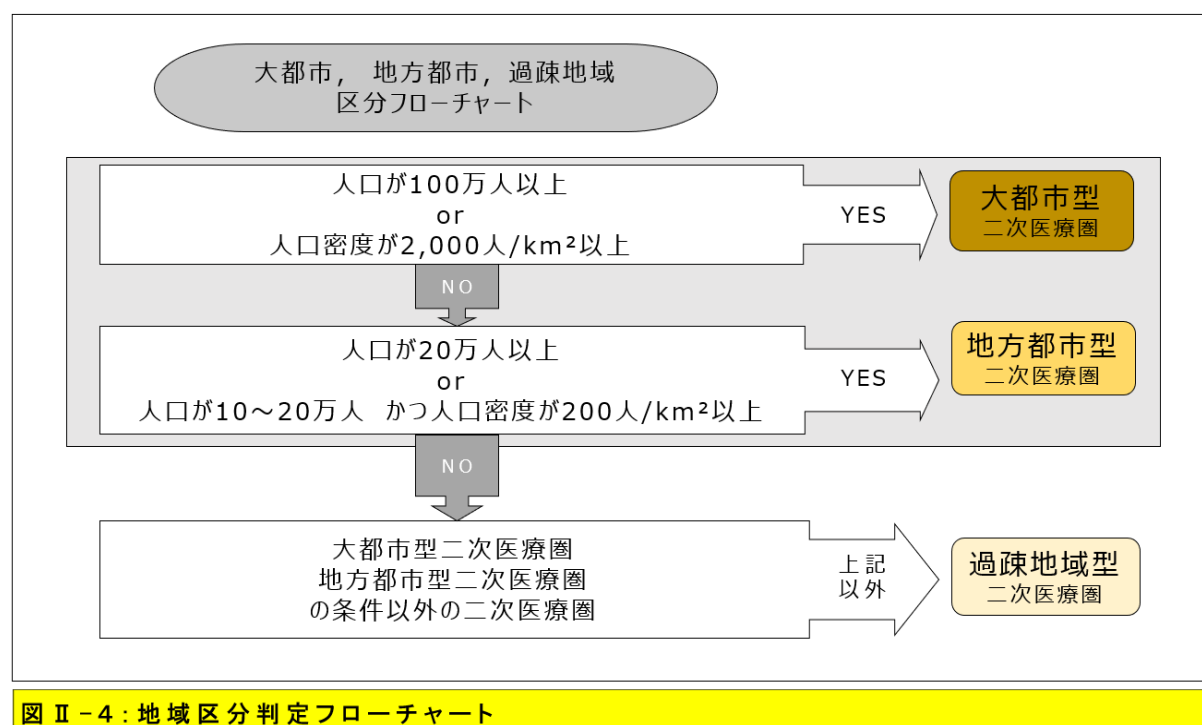 大都市, 地方都市, 過疎地域
区分フローチャート
人口が100万人以上
or
人口密度が2,000人/km²以上
YES
大都市型
二次医療圏
NO
人口が20万人以上
or
人口が10～20万人 かつ人口密度が200人/km²以上
YES
地方都市型
二次医療圏
NO
大都市型二次医療圏
地方都市型二次医療圏
の条件以外の二次医療圏
上記
以外
過疎地域型
二次医療圏
図Ⅱ-4:地域区分判定フローチャート